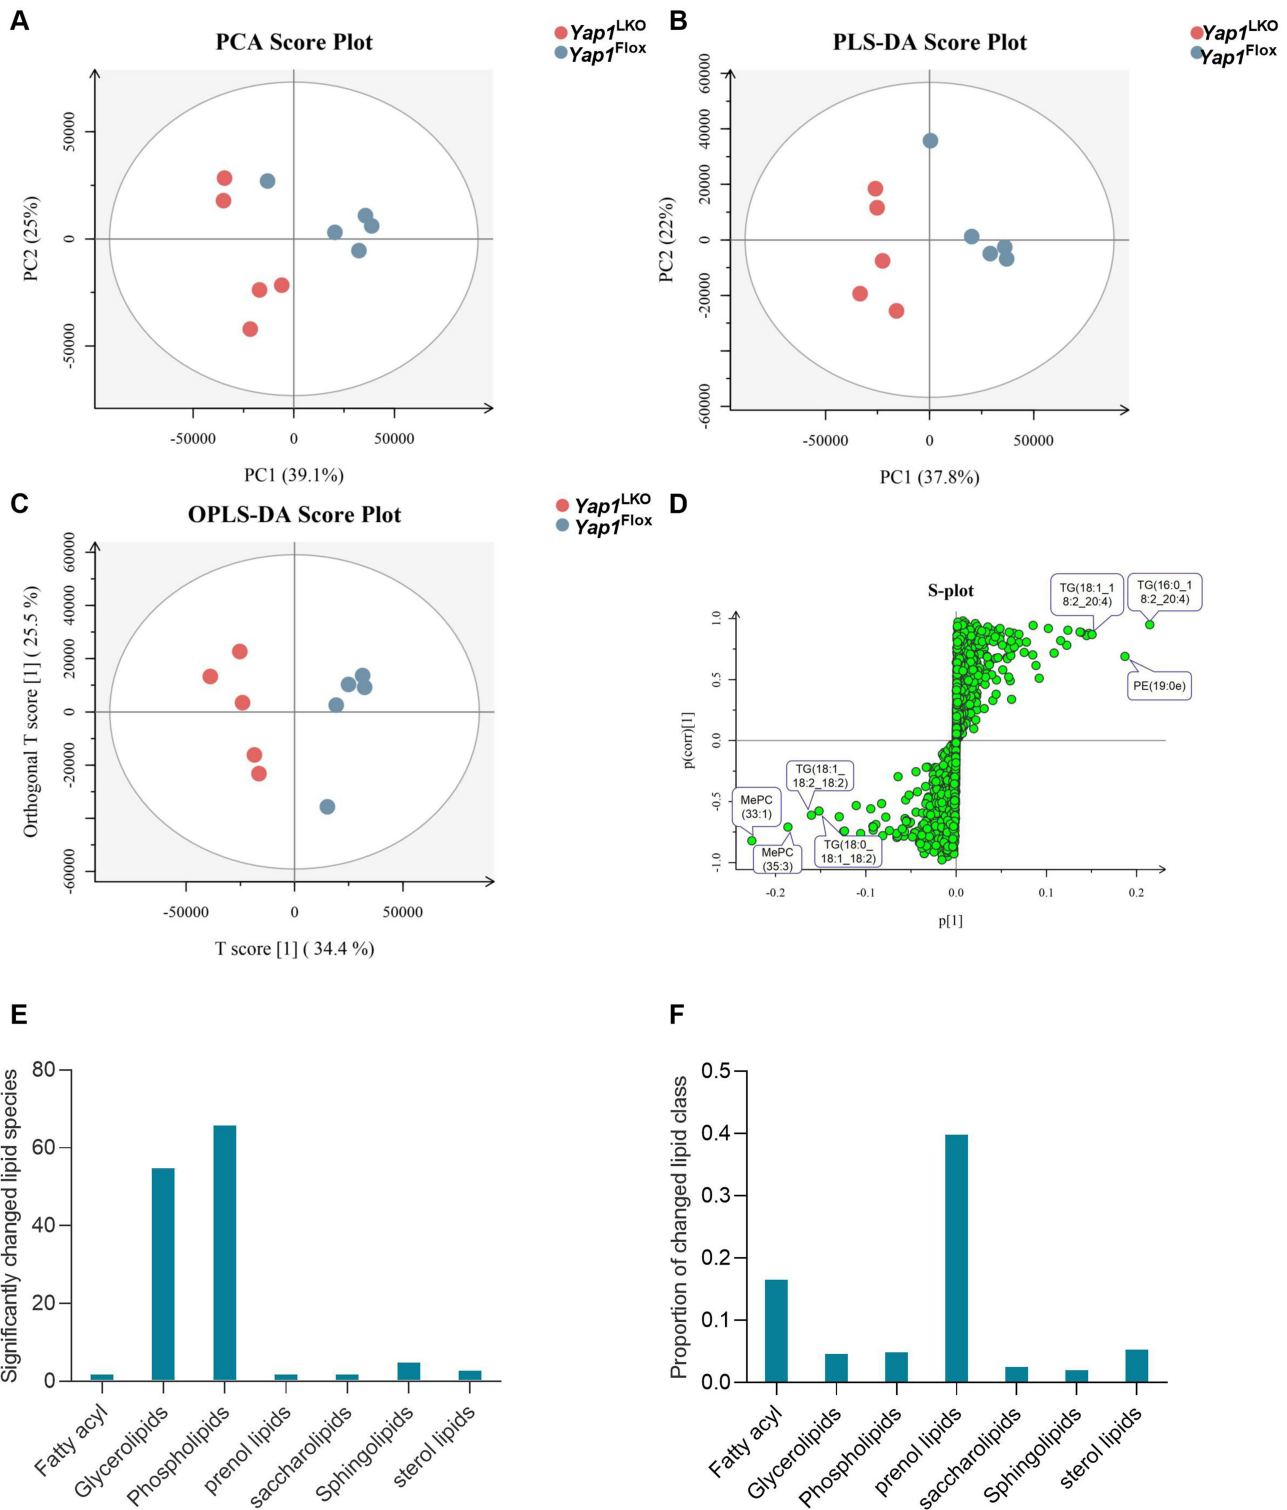 A
PCA Score Plot
Yap1LKO
Yap1Flox
PC2 (25%)
50000
0
-50000
-50000
0
50000
PC1 (39.1%)
B
PLS-DA Score Plot
Yap1LKO
Yap1Flox
PC2 (22%)
60000
40000
20000
0
-20000
-60000
-50000
0
50000
PC1 (37.8%)
C
OPLS-DA Score Plot
Yap1LKO
Yap1Flox
Orthogonal T score [1] ( 25.5 %)
60000
20000
0
-20000
-60000
-50000
0
50000
T score [1] ( 34.4 %)
D
S-plot
TG(18:1_1
8:2_20:4)
TG(16:0_1
8:2_20:4)
PE(19:0e)
TG(18:1_
18:2_18:2)
MePC
(33:1)
MePC
(35:3)
TG(18:0_
18:1_18:2)
p(corr)[1]
1.0
0.5
0.0
-0.5
-1.0
-0.2
-0.1
0.0
0.1
0.2
p[1]
E
Significantly changed lipid species
80
60
40
20
0
Fatty acyl
Glycerolipids
Phospholipids
prenol lipids
saccharolipids
Sphingolipids
sterol lipids
F
Proportion of changed lipid class
0.5
0.4
0.3
0.2
0.1
0.0
Fatty acyl
Glycerolipids
Phospholipids
prenol lipids
saccharolipids
Sphingolipids
sterol lipids